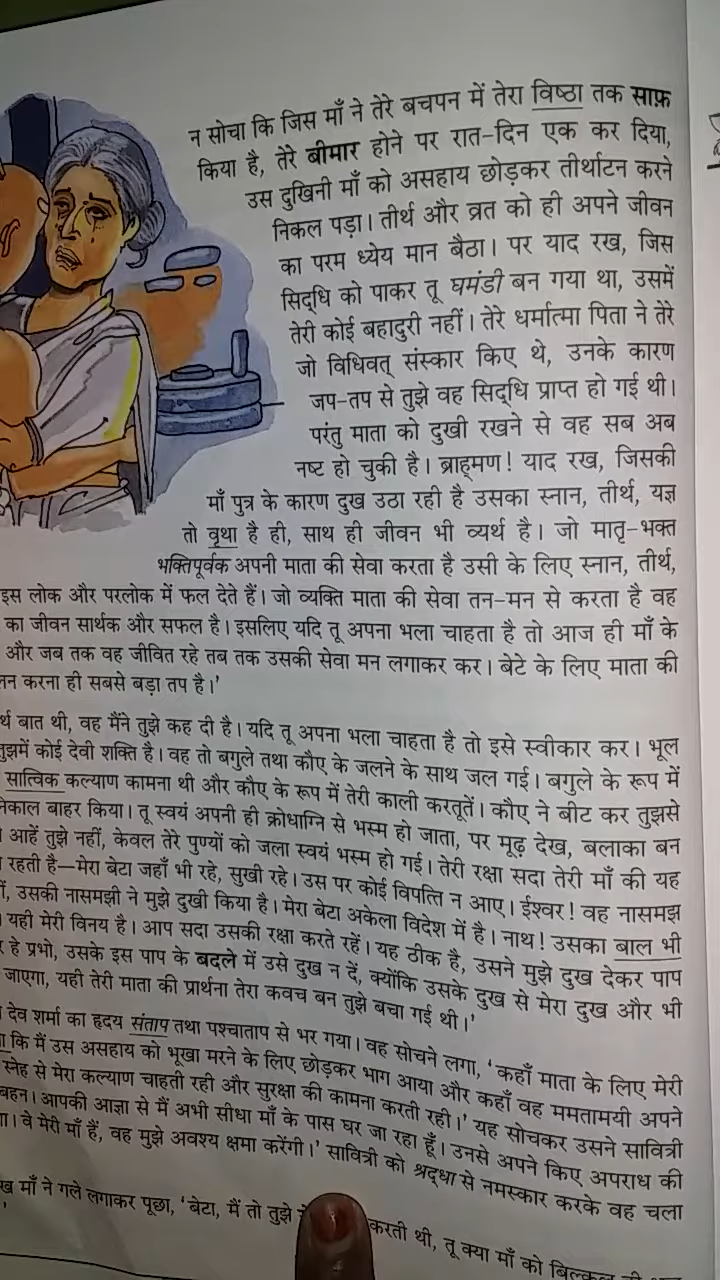 न सोचा कि जिस माँ ने तेरे बचपन में तेरा विष्ठा तक साफ़
किया है, तेरे बीमार होने पर रात-दिन एक कर दिया,
उस दुखिनी माँ को असहाय छोड़कर तीर्थाटन करने
निकल पड़ा। तीर्थ और व्रत को ही अपने जीवन
का परम ध्येय मान बैठा। पर याद रख, जिस
सिद्धि को पाकर तू घमंडी बन गया था, उसमें
तेरी कोई बहादुरी नहीं। तेरे धर्मात्मा पिता ने तेरे
जो विधिवत् संस्कार किए थे, उनके कारण
जप-तप से तुझे वह सिद्धि प्राप्त हो गई थी।
परंतु माता को दुखी रखने से वह सब अब
नष्ट हो चुकी है। ब्राह्मण! याद रख, जिसकी
माँ पुत्र के कारण दुख उठा रही है उसका स्नान, तीर्थ, यज्ञ
तो वृथा है ही, साथ ही जीवन भी व्यर्थ है। जो मातृ-भक्त
भक्तिपूर्वक अपनी माता की सेवा करता है उसी के लिए स्नान, तीर्थ,
इस लोक और परलोक में फल देते हैं। जो व्यक्ति माता की सेवा तन-मन से करता है वह
का जीवन सार्थक और सफल है। इसलिए यदि तू अपना भला चाहता है तो आज ही माँ के
और जब तक वह जीवित रहे तब तक उसकी सेवा मन लगाकर कर। बेटे के लिए माता की
करना ही सबसे बड़ा तप है।'
बात थी, वह मैंने तुझे कह दी है। यदि तू अपना भला चाहता है तो इसे स्वीकार कर। भूल
तुझमें कोई देवी शक्ति है। वह तो बगुले तथा कौए के जलने के साथ जल गई। बगुले के रूप में
सात्विक कल्याण कामना थी और कौए के रूप में तेरी काली करतूतें। कौए ने बीट कर तुझसे
बाहर किया। तू स्वयं अपनी ही क्रोधाग्नि से भस्म हो जाता, पर मूढ़ देख, बलाका बन
आहें तुझे नहीं, केवल तेरे पुण्यों को जला स्वयं भस्म हो गई। तेरी रक्षा सदा तेरी माँ की यह
रहती है—मेरा बेटा जहाँ भी रहे, सुखी रहे। उस पर कोई विपत्ति न आए। ईश्वर! वह नासमझ
उसकी नासमझी ने मुझे दुखी किया है। मेरा बेटा अकेला विदेश में है। नाथ! उसका बाल भी
यही मेरी विनय है। आप सदा उसकी रक्षा करते रहें। यह ठीक है, उसने मुझे दुख देकर पाप
हे प्रभो, उसके इस पाप के बदले में उसे दुख न दें, क्योंकि उसके दुख से मेरा दुख और भी
जाएगा, यही तेरी माता की प्रार्थना तेरा कवच बन तुझे बचा गई थी।'
देव शर्मा का हृदय संताप तथा पश्चाताप से भर गया। वह सोचने लगा, 'कहाँ माता के लिए मेरी
कि मैं उस असहाय को भूखा मरने के लिए छोड़कर भाग आया और कहाँ वह ममतामयी अपने
स्नेह से मेरा कल्याण चाहती रही और सुरक्षा की कामना करती रही।' यह सोचकर उसने सावित्री
बहन। आपकी आज्ञा से मैं अभी सीधा माँ के पास घर जा रहा हूँ। उनसे अपने किए अपराध की
वे मेरी माँ हैं, वह मुझे अवश्य क्षमा करेंगी।' सावित्री को श्रद्धा से नमस्कार करके वह चला
माँ ने गले लगाकर पूछा, 'बेटा, मैं तो तुझे करती थी, तू क्या माँ को बिल्कुल